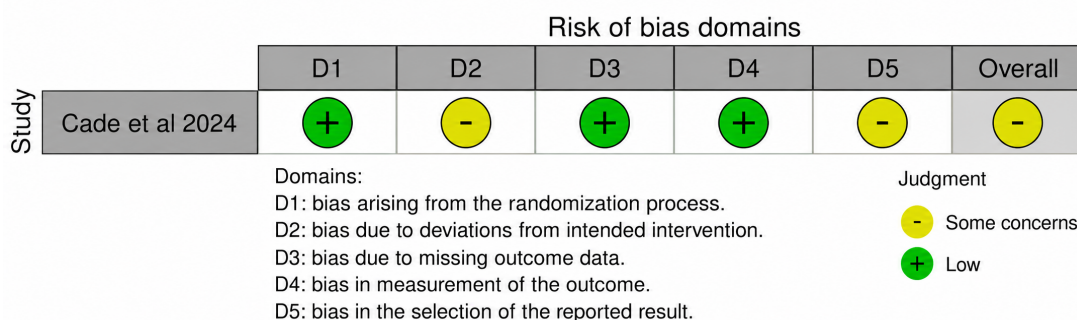 Risk of bias domains
D1 D2 D3 D4 D5 Overall
Study
Cade et al 2024 + - + + - -
Domains:
D1: bias arising from the randomization process.
D2: bias due to deviations from intended intervention.
D3: bias due to missing outcome data.
D4: bias in measurement of the outcome.
D5: bias in the selection of the reported result.
Judgment
- Some concerns
+ Low